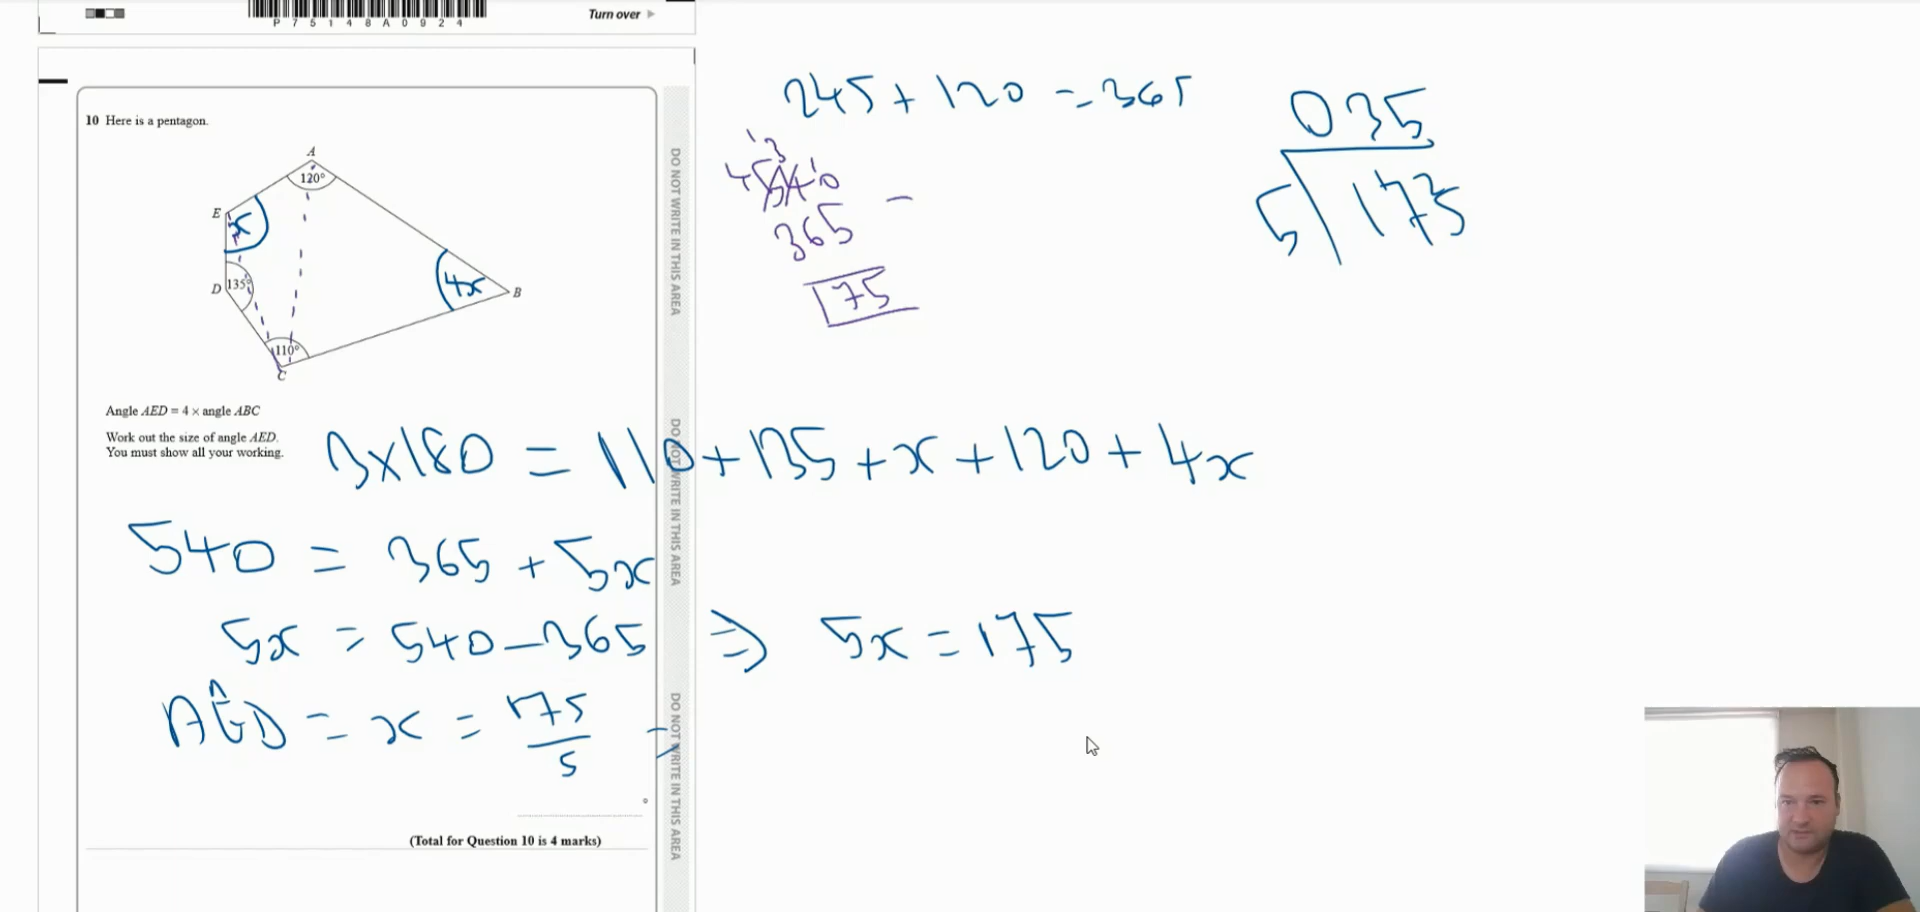 Turn over
P 7 5 1 4 8 A 0 9 2 4
DO NOT WRITE IN THIS AREA
DO NOT WRITE IN THIS AREA
DO NOT WRITE IN THIS AREA
10 Here is a pentagon.
A
120°
E
x
D
135°
4x
B
110°
C
Angle AED = 4 × angle ABC
Work out the size of angle AED.
You must show all your working.
245 + 120 = 365
540
365 -
175
035
5 175
3×180 = 110+135+x+120+4x
540 = 365 + 5x
5x = 540 - 365 ⇒ 5x = 175
AÊD = x = 175/5 =
°
(Total for Question 10 is 4 marks)